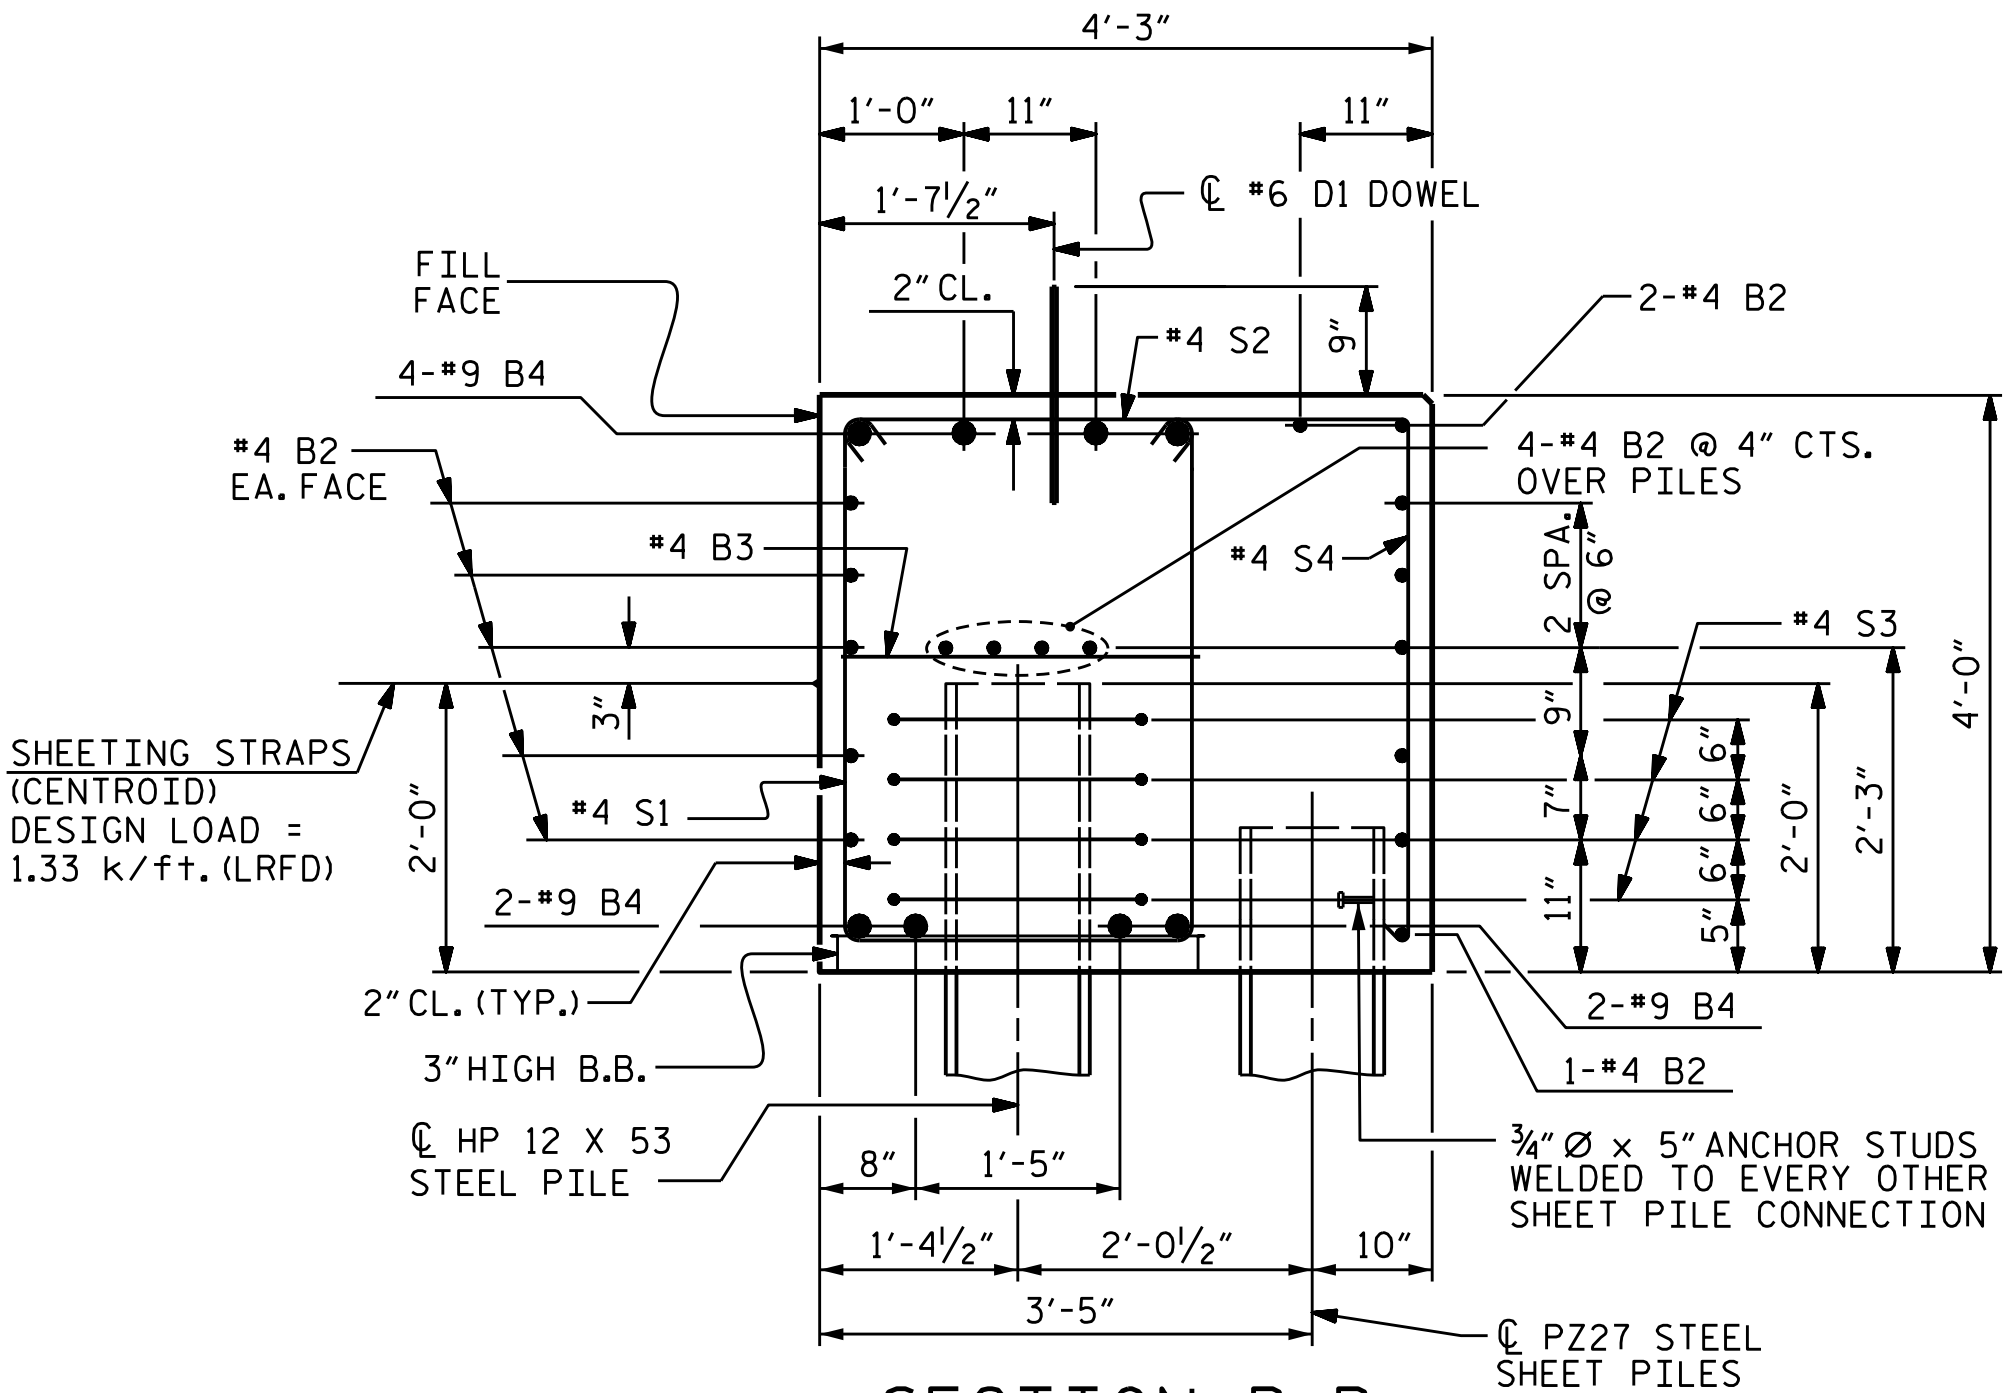 4'-3"
1'-0"
11"
11"
1'-7½"
℄ #6 D1 DOWEL
FILL
FACE
2" CL.
2-#4 B2
#4 S2
9"
4-#9 B4
#4 B2
EA. FACE
4-#4 B2 @ 4" CTS.
OVER PILES
#4 B3
#4 S4
2 SPA.
@ 6"
#4 S3
4'-0"
3"
9"
6"
SHEETING STRAPS
(CENTROID)
DESIGN LOAD =
1.33 k/ft. (LRFD)
2'-0"
#4 S1
7"
6"
2'-0"
2'-3"
6"
2-#9 B4
11"
5"
2" CL. (TYP.)
2-#9 B4
3" HIGH B.B.
1-#4 B2
℄ HP 12 X 53
STEEL PILE
8"
1'-5"
¾" Ø x 5" ANCHOR STUDS
WELDED TO EVERY OTHER
SHEET PILE CONNECTION
1'-4½"
2'-0½"
10"
3'-5"
℄ PZ27 STEEL
SHEET PILES